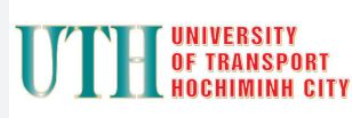 UTH
UNIVERSITY
OF TRANSPORT
HOCHIMINH CITY